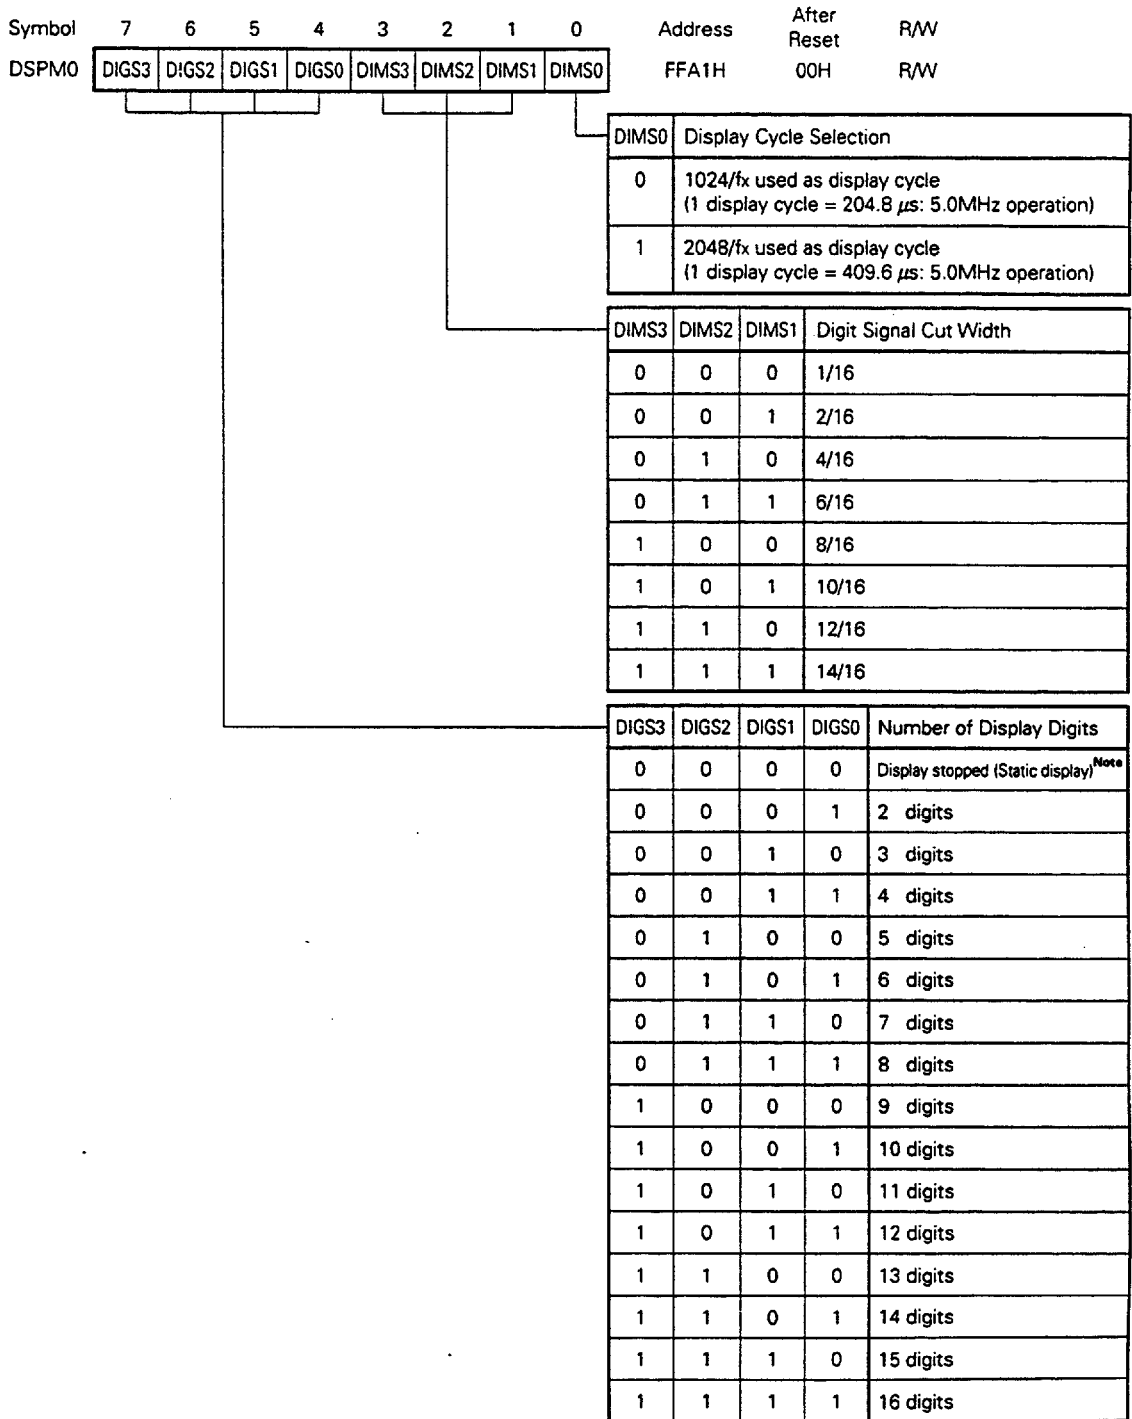 Symbol 7 6 5 4 3 2 1 0 Address After Reset R/W
DSPM0 DIGS3 DIGS2 DIGS1 DIGS0 DIMS3 DIMS2 DIMS1 DIMS0 FFA1H 00H R/W
DIMS0 Display Cycle Selection
0 1024/fx used as display cycle
(1 display cycle = 204.8 μs: 5.0MHz operation)
1 2048/fx used as display cycle
(1 display cycle = 409.6 μs: 5.0MHz operation)
DIMS3 DIMS2 DIMS1 Digit Signal Cut Width
0 0 0 1/16
0 0 1 2/16
0 1 0 4/16
0 1 1 6/16
1 0 0 8/16
1 0 1 10/16
1 1 0 12/16
1 1 1 14/16
DIGS3 DIGS2 DIGS1 DIGS0 Number of Display Digits
0 0 0 0 Display stopped (Static display) Note
0 0 0 1 2 digits
0 0 1 0 3 digits
0 0 1 1 4 digits
0 1 0 0 5 digits
0 1 0 1 6 digits
0 1 1 0 7 digits
0 1 1 1 8 digits
1 0 0 0 9 digits
1 0 0 1 10 digits
1 0 1 0 11 digits
1 0 1 1 12 digits
1 1 0 0 13 digits
1 1 0 1 14 digits
1 1 1 0 15 digits
1 1 1 1 16 digits